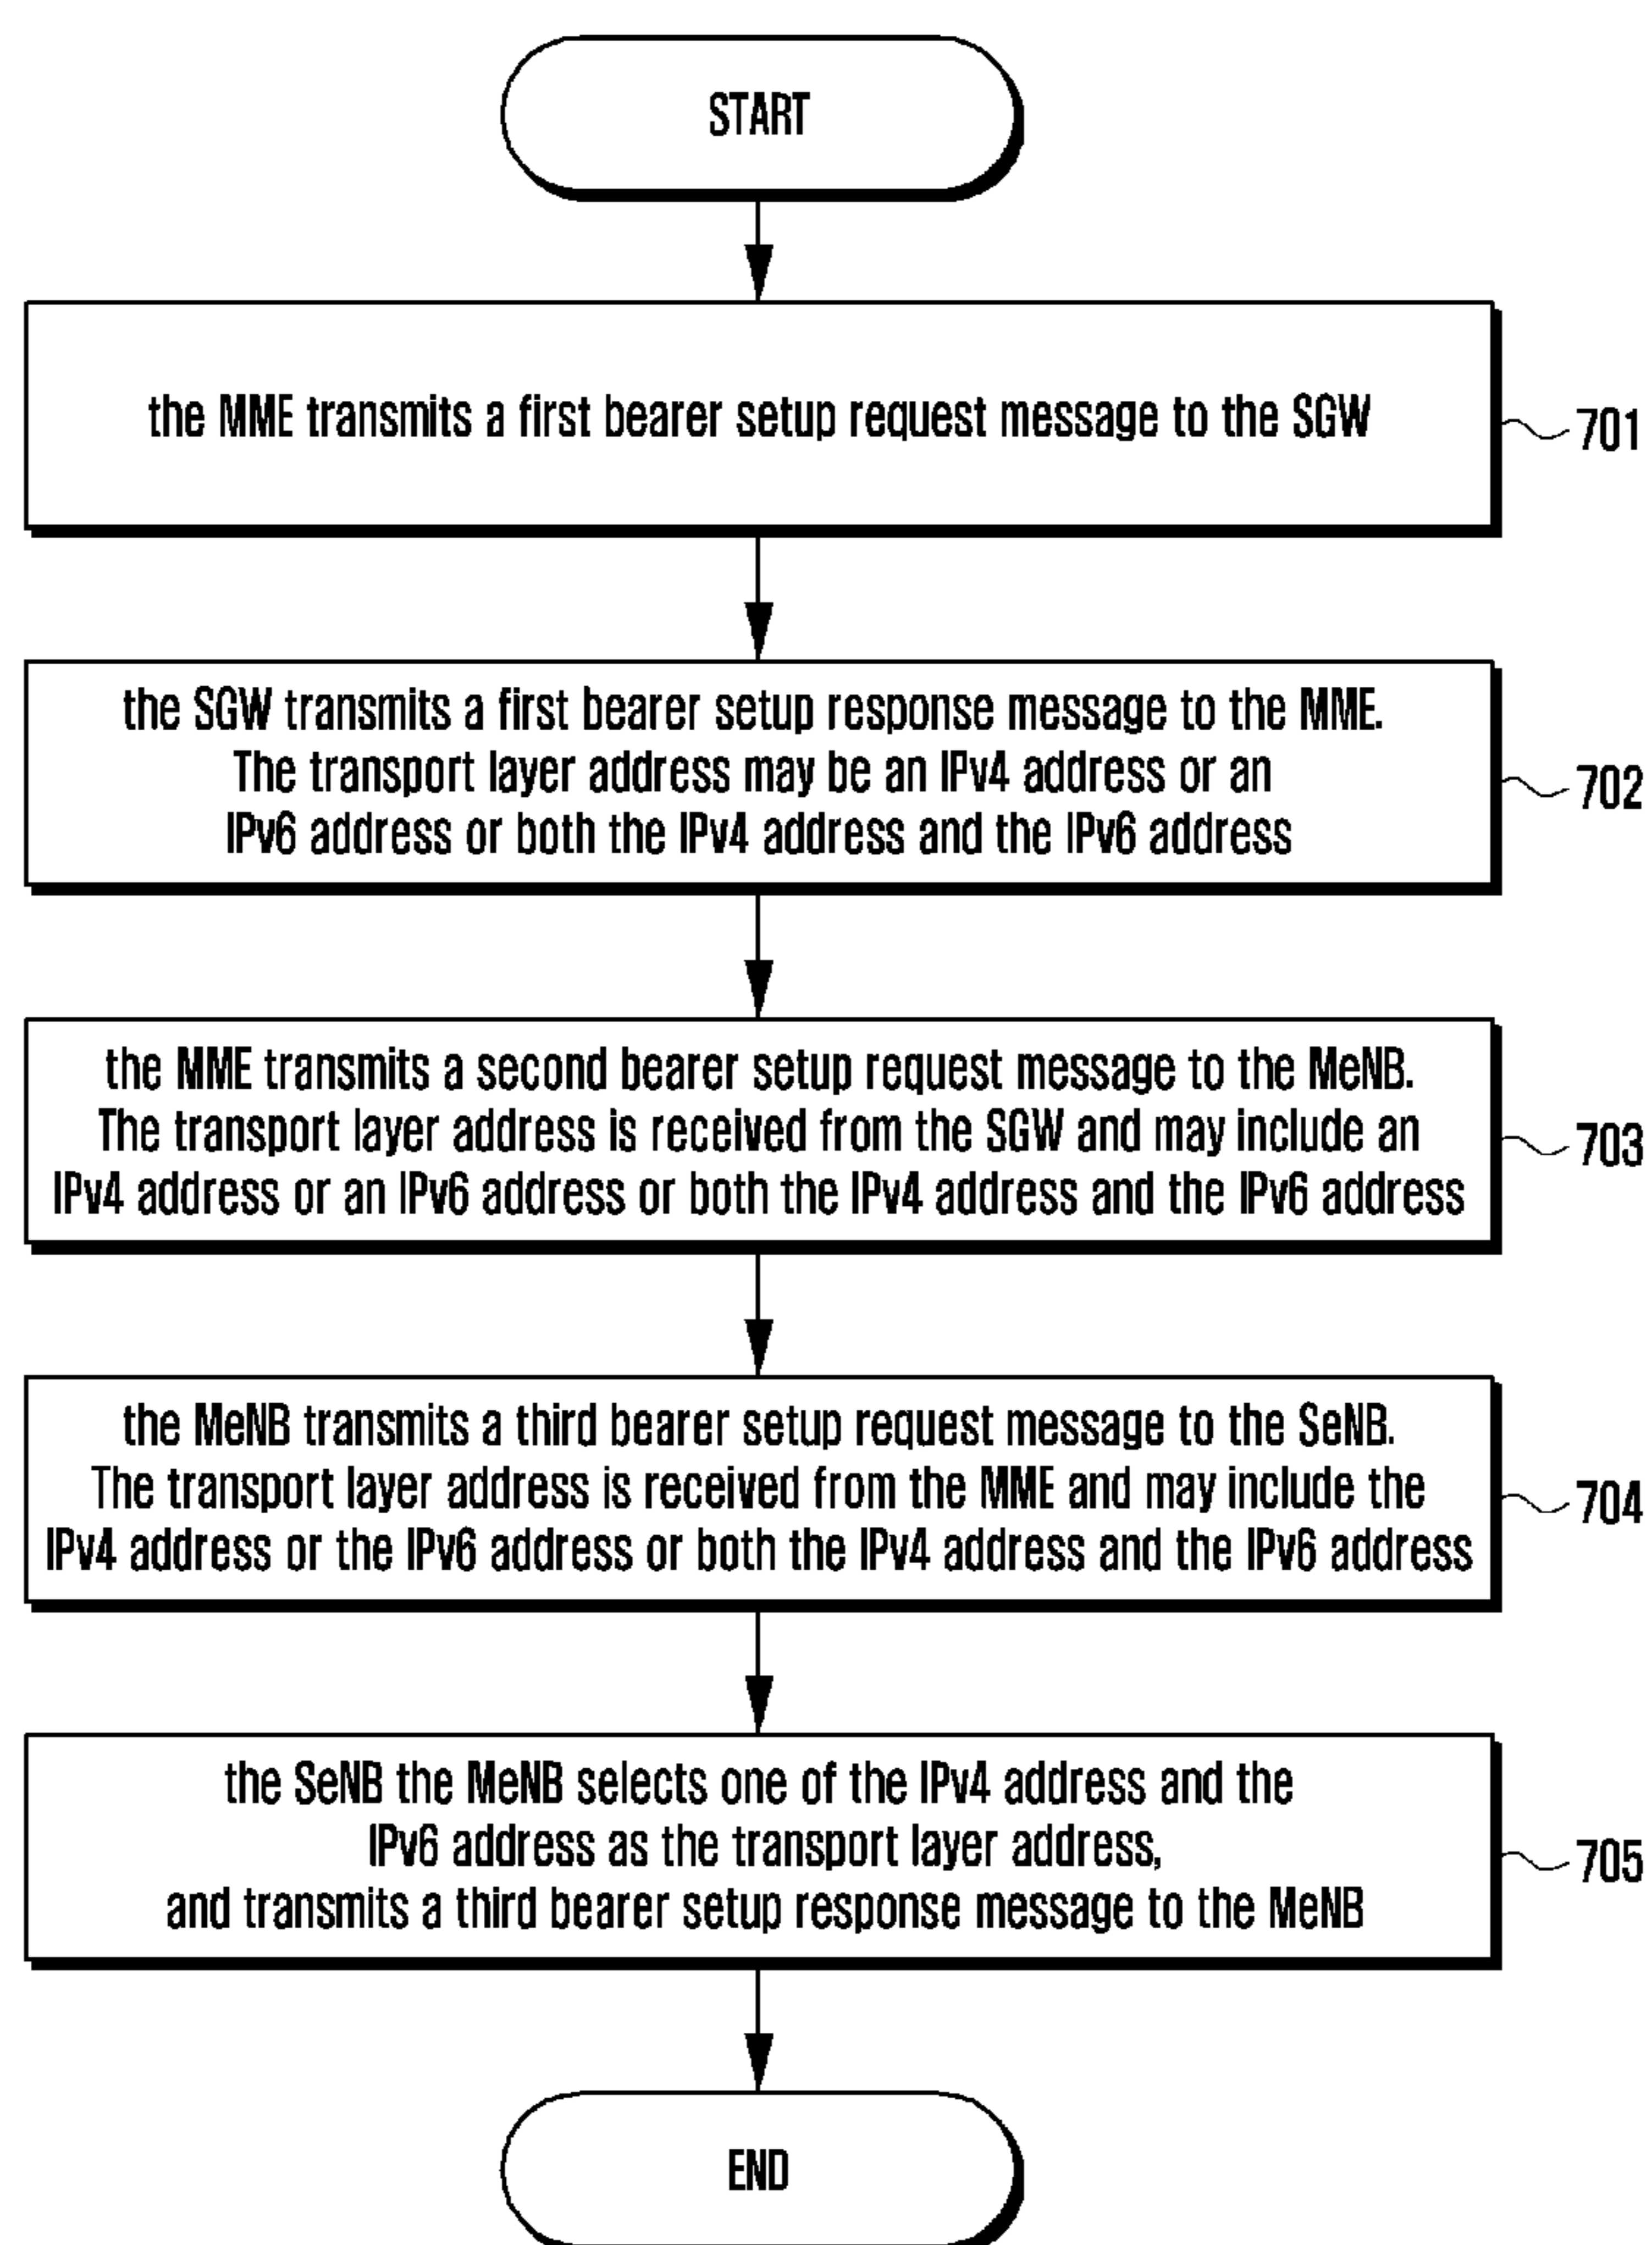 START
the MME transmits a first bearer setup request message to the SGW
701
the SGW transmits a first bearer setup response message to the MME.
The transport layer address may be an IPv4 address or an
IPv6 address or both the IPv4 address and the IPv6 address
702
the MME transmits a second bearer setup request message to the MeNB.
The transport layer address is received from the SGW and may include an
IPv4 address or an IPv6 address or both the IPv4 address and the IPv6 address
703
the MeNB transmits a third bearer setup request message to the SeNB.
The transport layer address is received from the MME and may include the
IPv4 address or the IPv6 address or both the IPv4 address and the IPv6 address
704
the SeNB the MeNB selects one of the IPv4 address and the
IPv6 address as the transport layer address,
and transmits a third bearer setup response message to the MeNB
705
END